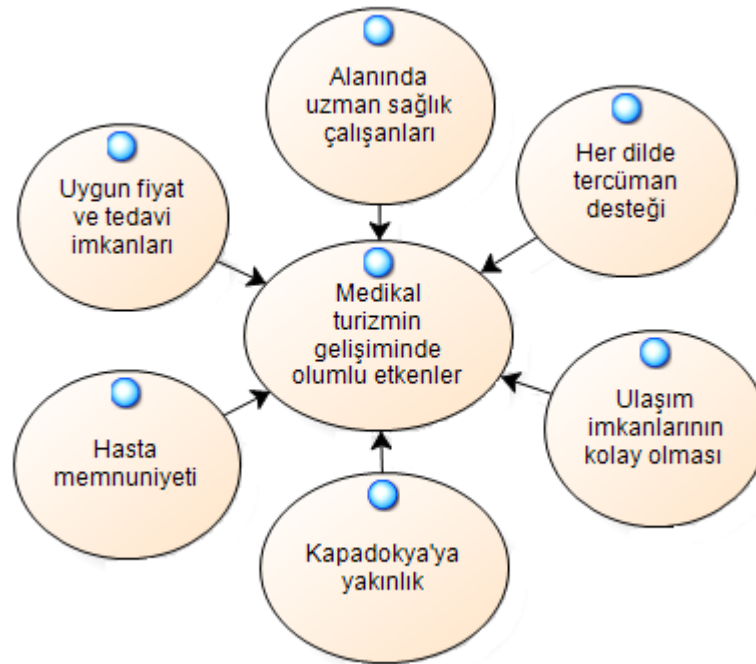 Alanında
uzman sağlık
çalışanları
Her dilde
tercüman
desteği
Uygun fiyat
ve tedavi
imkanları
Medikal
turizmin
gelişiminde
olumlu etkenler
Ulaşım
imkanlarının
kolay olması
Hasta
memnuniyeti
Kapadokya'ya
yakınlık